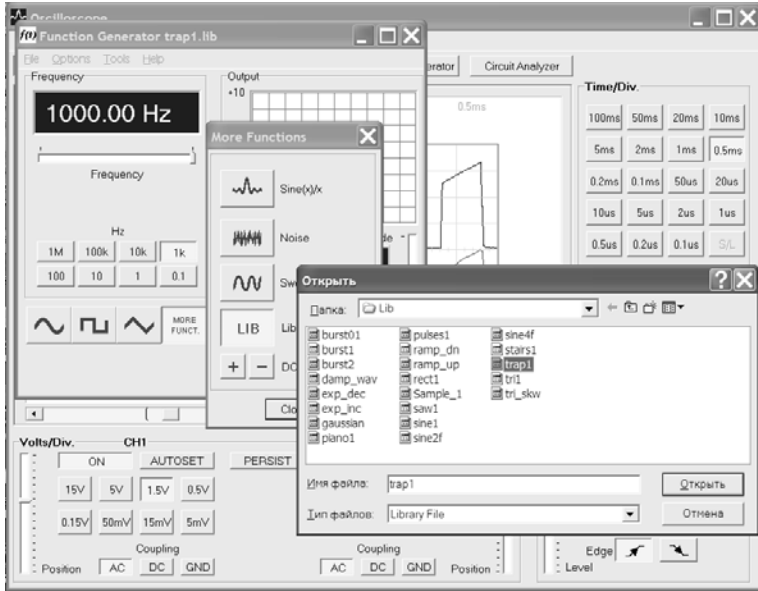 Oscilloscope
f(t) Function Generator trap1.lib
File Options Tools Help
Frequency
1000.00 Hz
Frequency
Hz
1M 100k 10k 1k
100 10 1 0.1
MORE
FUNCT.
Output
+10
More Functions
Sine(x)/x
Noise
LIB
+ - DC
Circuit Analyzer
0.5ms
Time/Div.
100ms 50ms 20ms 10ms
5ms 2ms 1ms 0.5ms
0.2ms 0.1ms 50us 20us
10us 5us 2us 1us
0.5us 0.2us 0.1us S/L
Открыть
Папка: Lib
burst01 pulses1 sine4f
burst1 ramp_dn stairs1
burst2 ramp_up trap1
damp_wav rect1 tri1
exp_dec Sample_1 tri_skw
exp_inc saw1
gaussian sine1
piano1 sine2f
Имя файла: trap1 Открыть
Тип файлов: Library File Отмена
Volts/Div. CH1
ON AUTOSET PERSIST
15V 5V 1.5V 0.5V
0.15V 50mV 15mV 5mV
Coupling
Position AC DC GND
Coupling
AC DC GND Position
Edge
Level